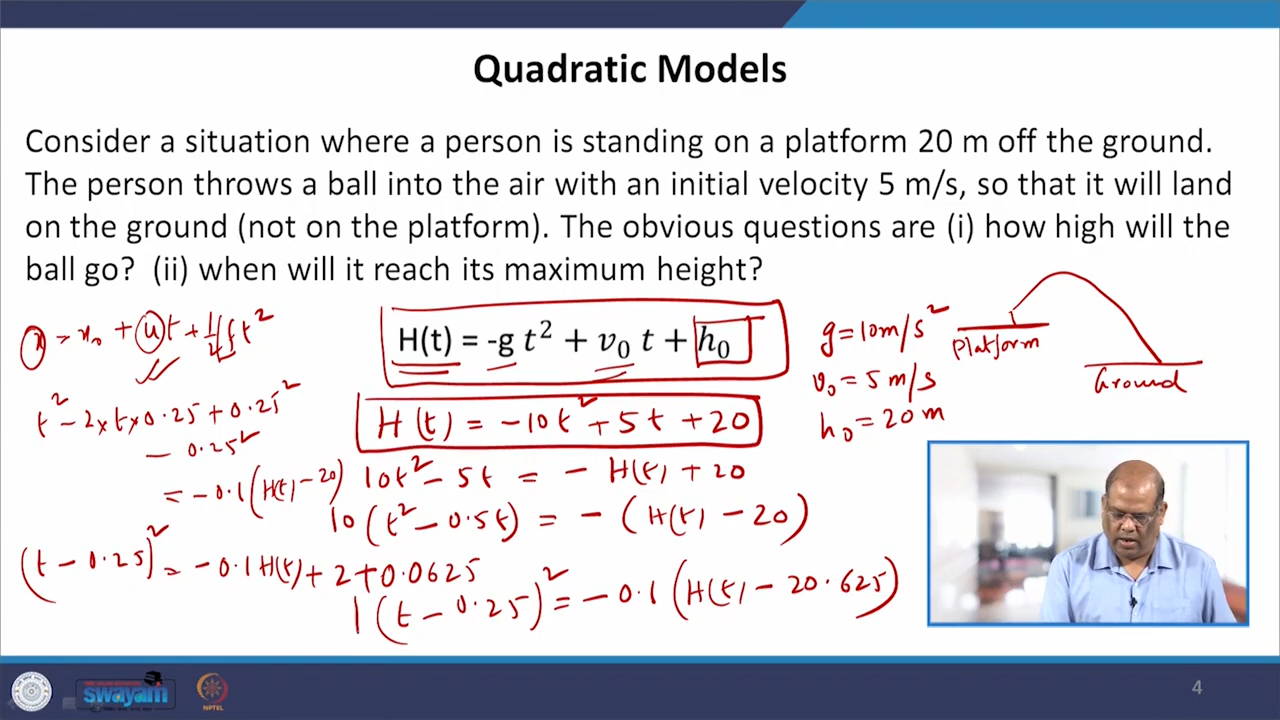 Quadratic Models
Consider a situation where a person is standing on a platform 20 m off the ground.
The person throws a ball into the air with an initial velocity 5 m/s, so that it will land
on the ground (not on the platform). The obvious questions are (i) how high will the
ball go? (ii) when will it reach its maximum height?
x = x₀ + ut + ½ft²
H(t) = -g t² + v₀ t + h₀
g = 10 m/s²
Platform
Ground
v₀ = 5 m/s
h₀ = 20 m
t² - 2×t×0.25 + 0.25²
- 0.25²
= -0.1(H(t) - 20)
H(t) = -10t² + 5t + 20
10t² - 5t = - H(t) + 20
10(t² - 0.5t) = - (H(t) - 20)
(t - 0.25)² = -0.1H(t) + 2 + 0.0625
1(t - 0.25)² = -0.1(H(t) - 20.625)
swayam
NPTEL
4